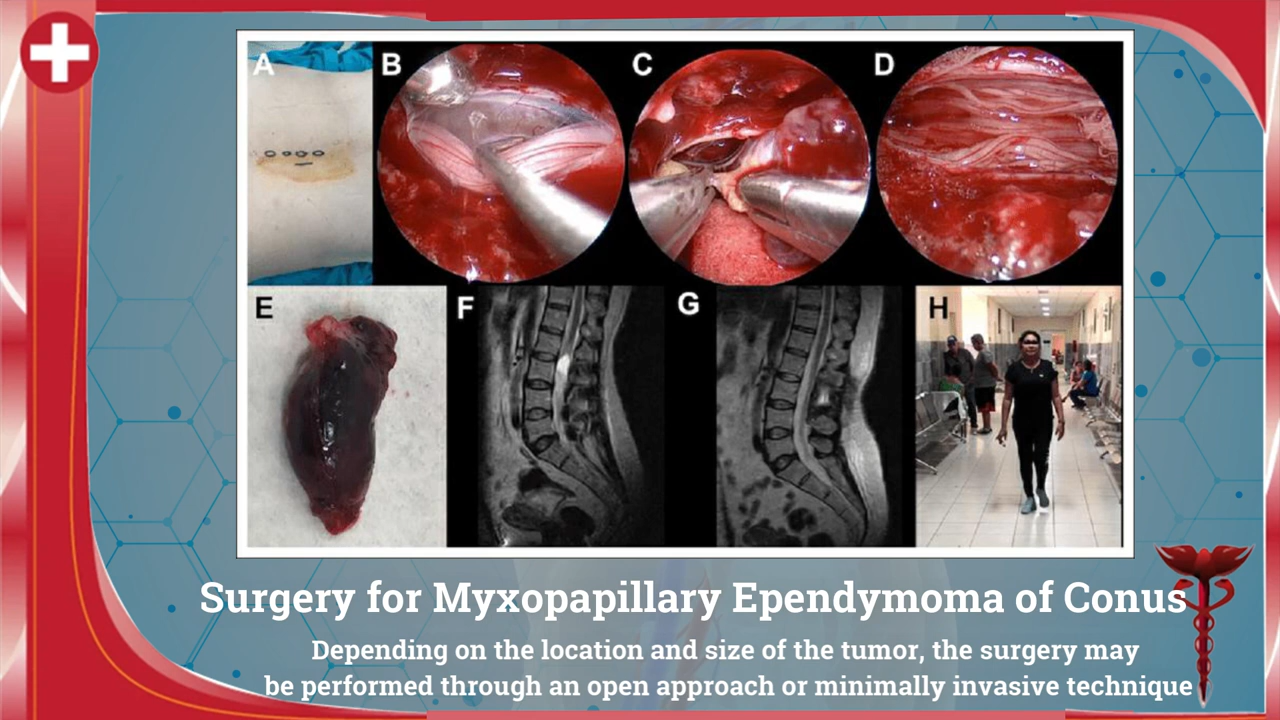 A
B
C
D
E
F
G
H
Surgery for Myxopapillary Ependymoma of Conus
Depending on the location and size of the tumor, the surgery may
be performed through an open approach or minimally invasive technique